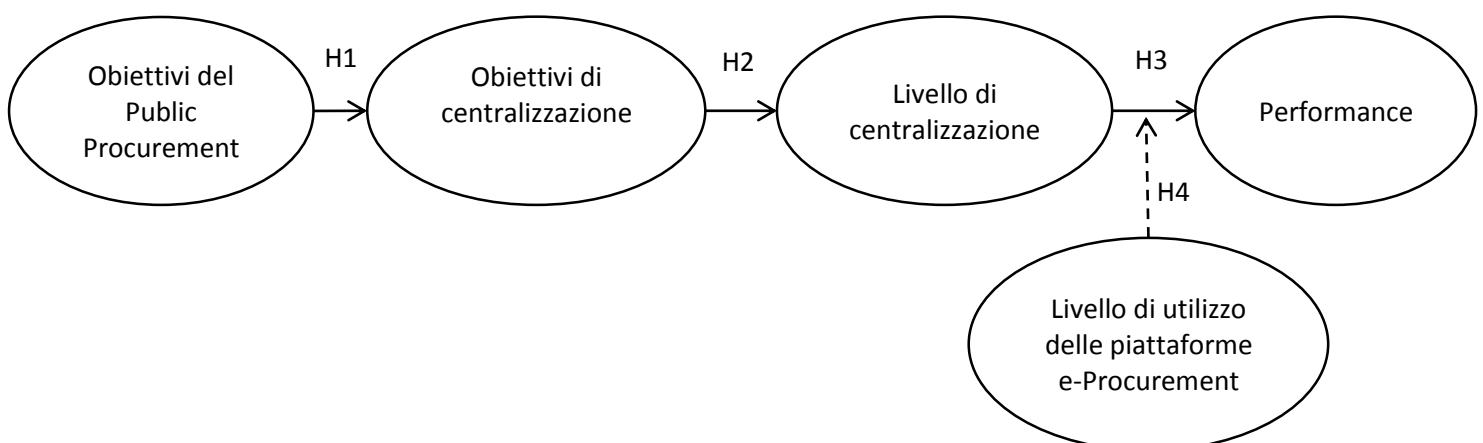 H1
H2
H3
Obiettivi del
Public
Procurement
Obiettivi di
centralizzazione
Livello di
centralizzazione
Performance
H4
Livello di utilizzo
delle piattaforme
e-Procurement